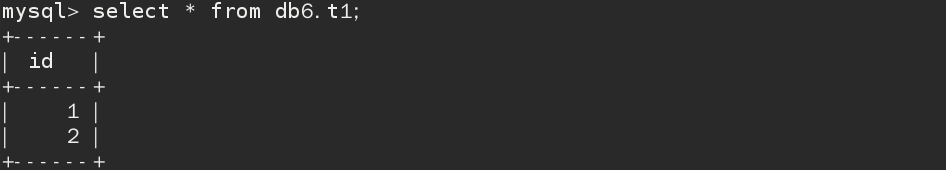 mysql> select * from db6.t1;
+------+
| id   |
+------+
|    1 |
|    2 |
+------+